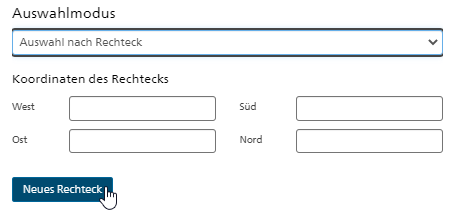 Auswahlmodus
Auswahl nach Rechteck
Koordinaten des Rechtecks
West Süd
Ost Nord
Neues Rechteck